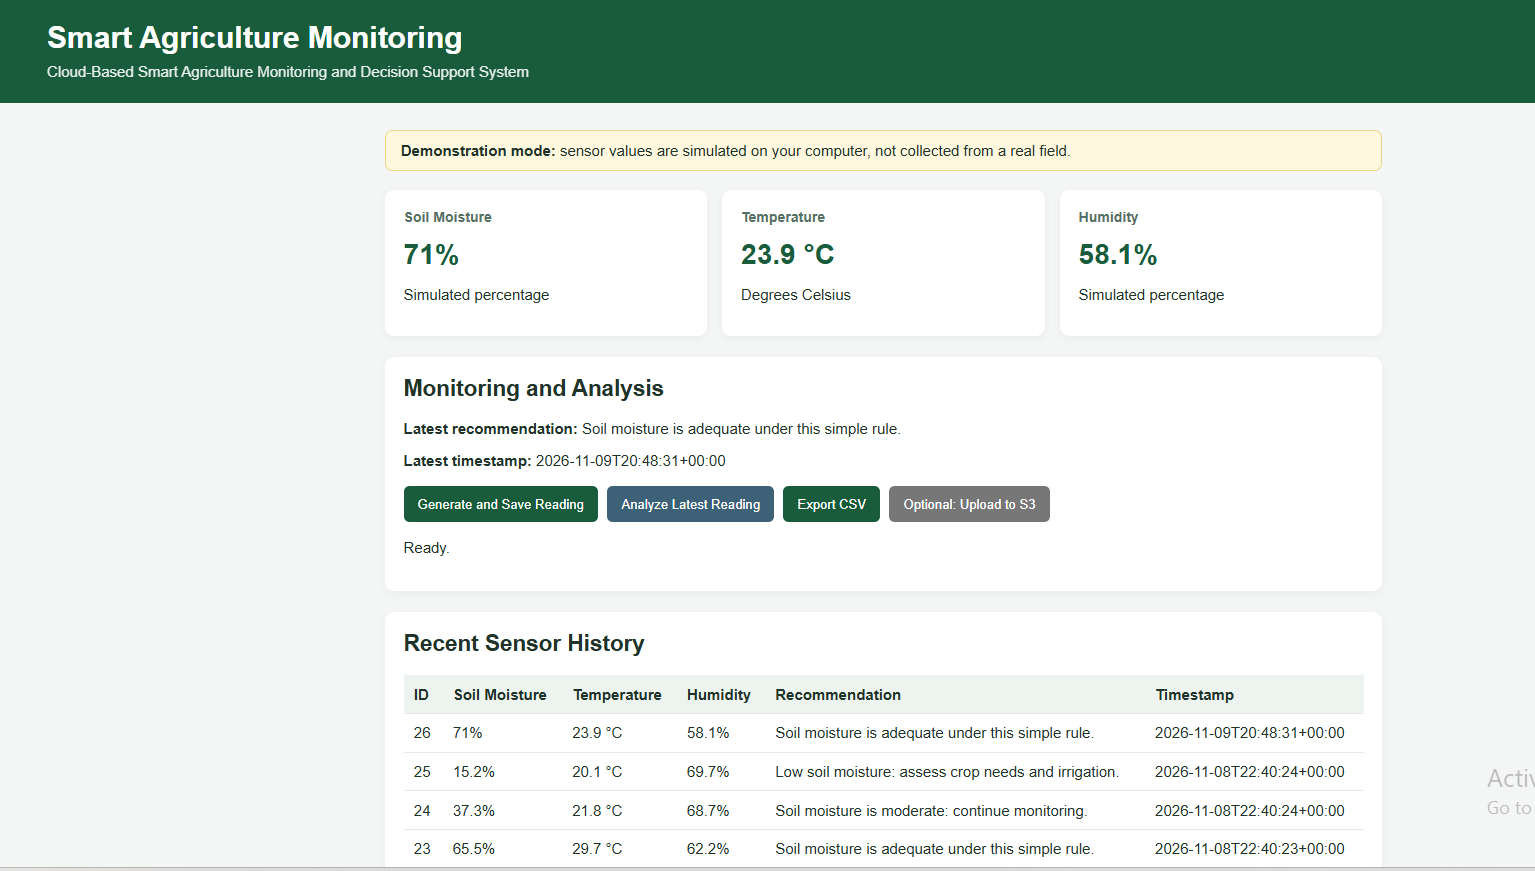 Smart Agriculture Monitoring
Cloud-Based Smart Agriculture Monitoring and Decision Support System
Demonstration mode: sensor values are simulated on your computer, not collected from a real field.
Soil Moisture
71%
Simulated percentage
Temperature
23.9 °C
Degrees Celsius
Humidity
58.1%
Simulated percentage
Monitoring and Analysis
Latest recommendation: Soil moisture is adequate under this simple rule.
Latest timestamp: 2026-11-09T20:48:31+00:00
Generate and Save Reading Analyze Latest Reading Export CSV Optional: Upload to S3
Ready.
Recent Sensor History
ID Soil Moisture Temperature Humidity Recommendation Timestamp
26 71% 23.9 °C 58.1% Soil moisture is adequate under this simple rule. 2026-11-09T20:48:31+00:00
25 15.2% 20.1 °C 69.7% Low soil moisture: assess crop needs and irrigation. 2026-11-08T22:40:24+00:00
24 37.3% 21.8 °C 68.7% Soil moisture is moderate: continue monitoring. 2026-11-08T22:40:24+00:00
23 65.5% 29.7 °C 62.2% Soil moisture is adequate under this simple rule. 2026-11-08T22:40:23+00:00
Go to